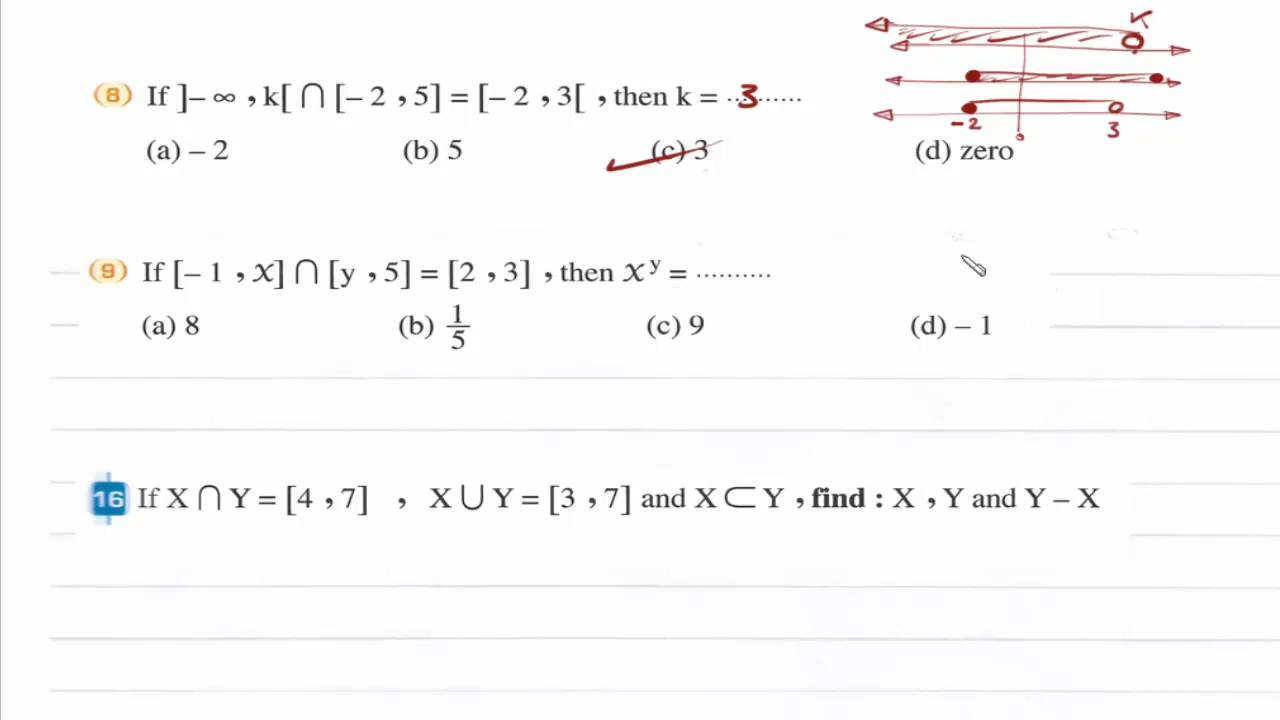 K
(8) If ]– ∞ , k[ ∩ [– 2 , 5] = [– 2 , 3[ , then k = ...3......
-2 0 3
(a) – 2 (b) 5 (c) 3 (d) zero
(9) If [– 1 , x] ∩ [y , 5] = [2 , 3] , then xʸ = ..........
(a) 8 (b) 1/5 (c) 9 (d) – 1
16 If X ∩ Y = [4 , 7] , X ∪ Y = [3 , 7] and X ⊂ Y , find : X , Y and Y – X